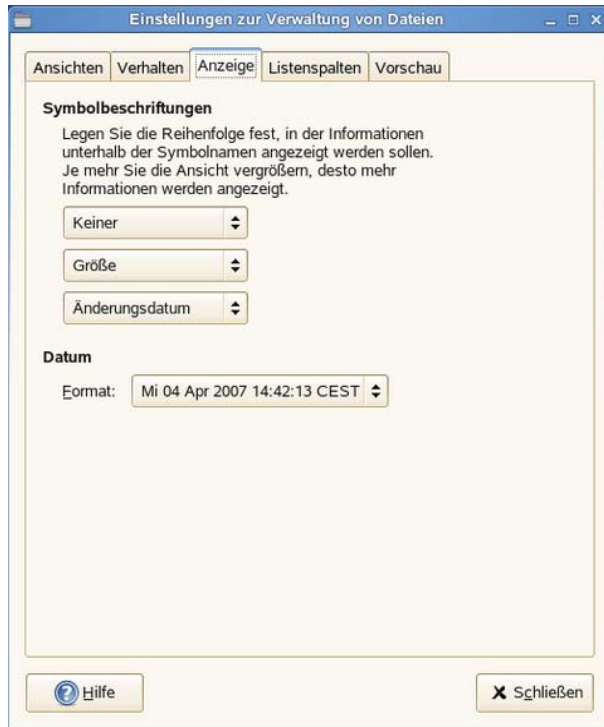 Einstellungen zur Verwaltung von Dateien
Ansichten Verhalten Anzeige Listenspalten Vorschau
Symbolbeschriftungen
Legen Sie die Reihenfolge fest, in der Informationen
unterhalb der Symbolnamen angezeigt werden sollen.
Je mehr Sie die Ansicht vergrößern, desto mehr
Informationen werden angezeigt.
Keiner
Größe
Änderungsdatum
Datum
Format: Mi 04 Apr 2007 14:42:13 CEST
Hilfe Schließen